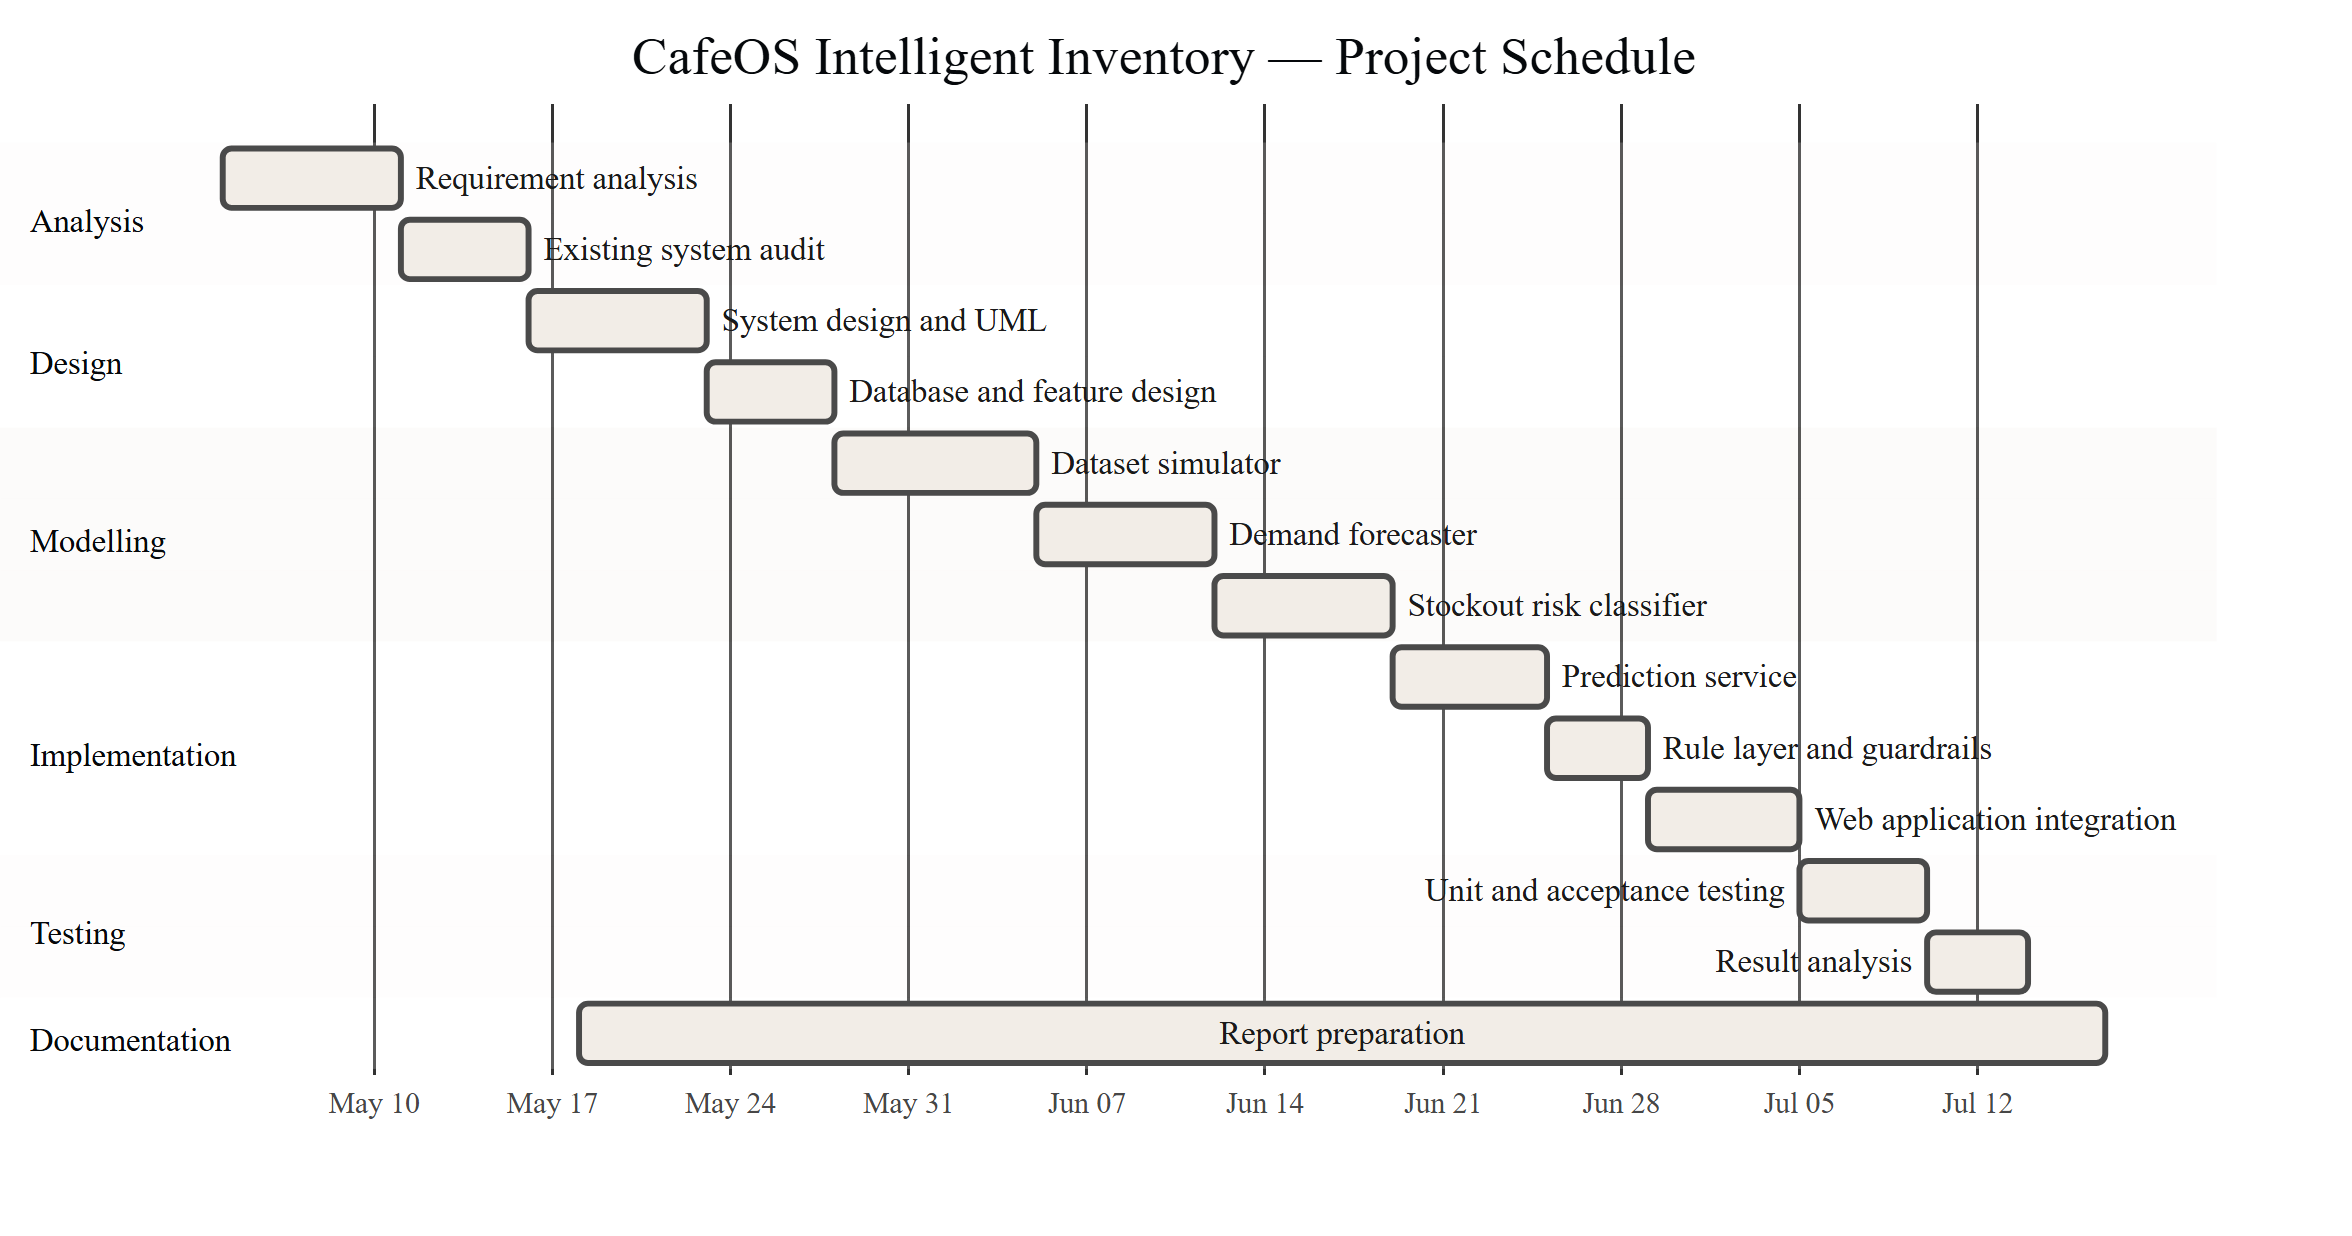 CafeOS Intelligent Inventory — Project Schedule
Requirement analysis
Analysis
Existing system audit
System design and UML
Design
Database and feature design
Dataset simulator
Demand forecaster
Modelling
Stockout risk classifier
Prediction service
Rule layer and guardrails
Implementation
Web application integration
Unit and acceptance testing
Testing
Result analysis
Report preparation
Documentation
May 10 May 17 May 24 May 31 Jun 07 Jun 14 Jun 21 Jun 28 Jul 05 Jul 12